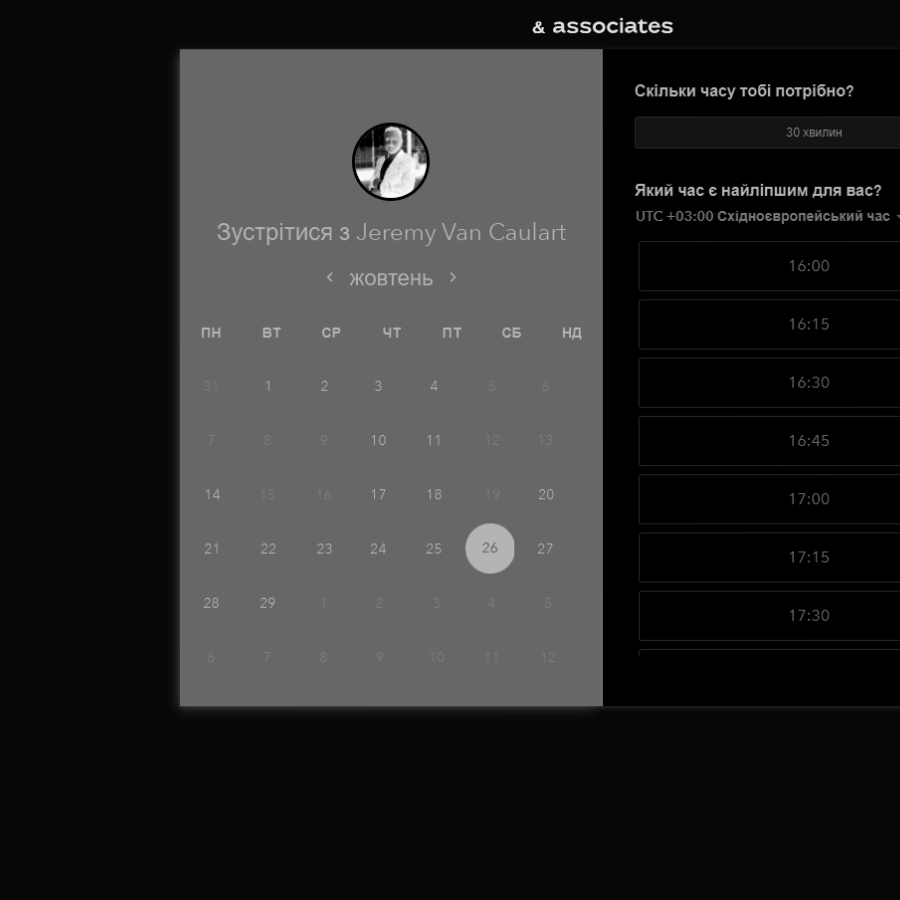 & associates
Зустрітися з Jeremy Van Caulart
жовтень
ПН ВТ СР ЧТ ПТ СБ НД
31 1 2 3 4 5 6
7 8 9 10 11 12 13
14 15 16 17 18 19 20
21 22 23 24 25 26 27
28 29 1 2 3 4 5
6 7 8 9 10 11 12
Скільки часу тобі потрібно?
30 хвилин
Який час є найліпшим для вас?
UTC +03:00 Східноєвропейський час
16:00
16:15
16:30
16:45
17:00
17:15
17:30